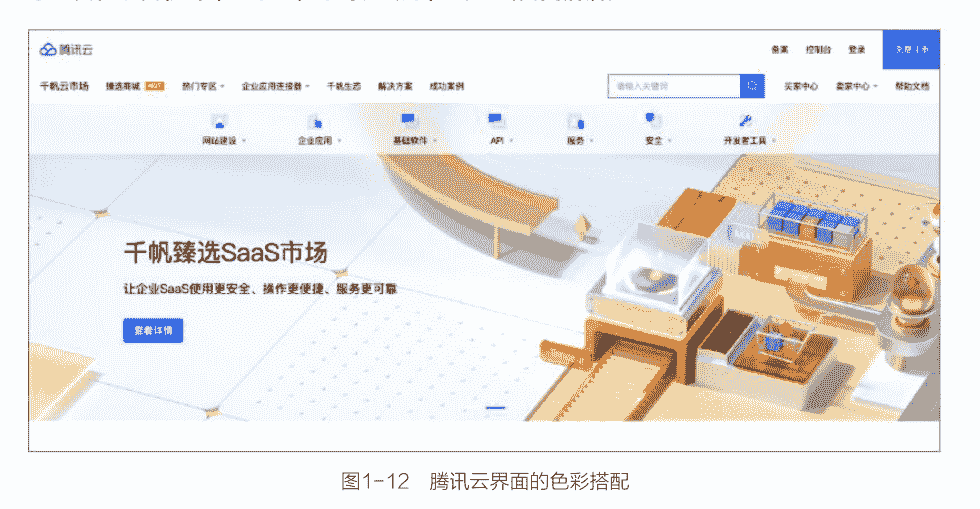 腾讯云
备案 控制台 登录
千帆云市场 臻选商城 HOT 热门专区 企业应用连接器 千帆生态 解决方案 成功案例 请输入关键词 买家中心 卖家中心 帮助文档
网站建设 企业应用 基础软件 API 服务 安全 开发者工具
千帆臻选SaaS市场
让企业SaaS使用更安全、操作更便捷、服务更可靠
查看详情
图1-12 腾讯云界面的色彩搭配